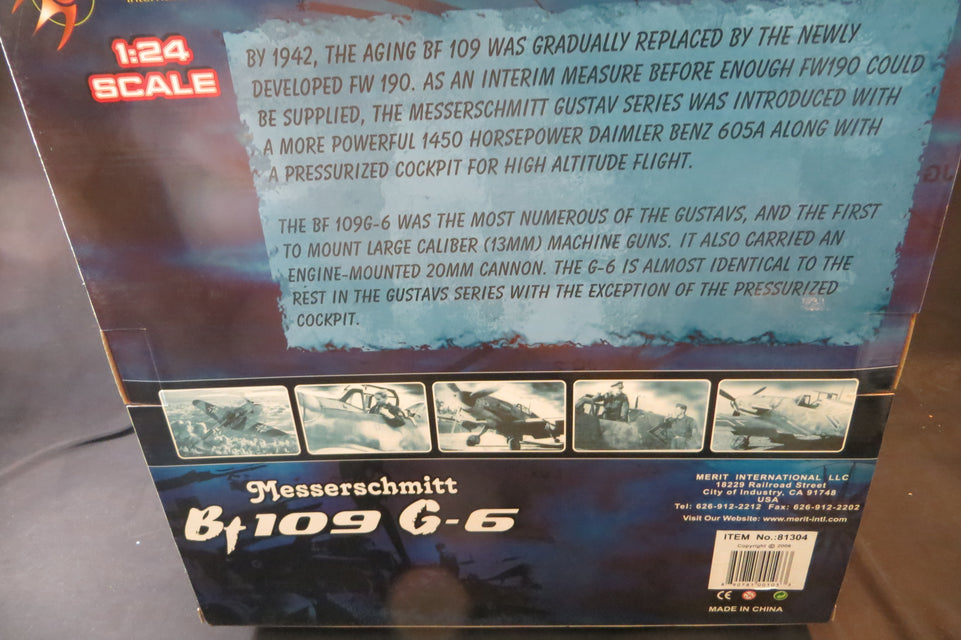 1:24
SCALE
BY 1942, THE AGING BF 109 WAS GRADUALLY REPLACED BY THE NEWLY
DEVELOPED FW 190. AS AN INTERIM MEASURE BEFORE ENOUGH FW190 COULD
BE SUPPLIED, THE MESSERSCHMITT GUSTAV SERIES WAS INTRODUCED WITH
A MORE POWERFUL 1450 HORSEPOWER DAIMLER BENZ 605A ALONG WITH
A PRESSURIZED COCKPIT FOR HIGH ALTITUDE FLIGHT.
THE BF 109G-6 WAS THE MOST NUMEROUS OF THE GUSTAVS, AND THE FIRST
TO MOUNT LARGE CALIBER (13MM) MACHINE GUNS. IT ALSO CARRIED AN
ENGINE-MOUNTED 20MM CANNON. THE G-6 IS ALMOST IDENTICAL TO THE
REST IN THE GUSTAVS SERIES WITH THE EXCEPTION OF THE PRESSURIZED
COCKPIT.
Messerschmitt
Bf 109 G-6
MERIT INTERNATIONAL LLC
18229 Railroad Street
City of Industry, CA 91748
USA
Tel: 626-912-2212 Fax: 626-912-2202
Visit Our Website: www.merit-intl.com
ITEM No.:81304
Copyright © 2006
CE
MADE IN CHINA